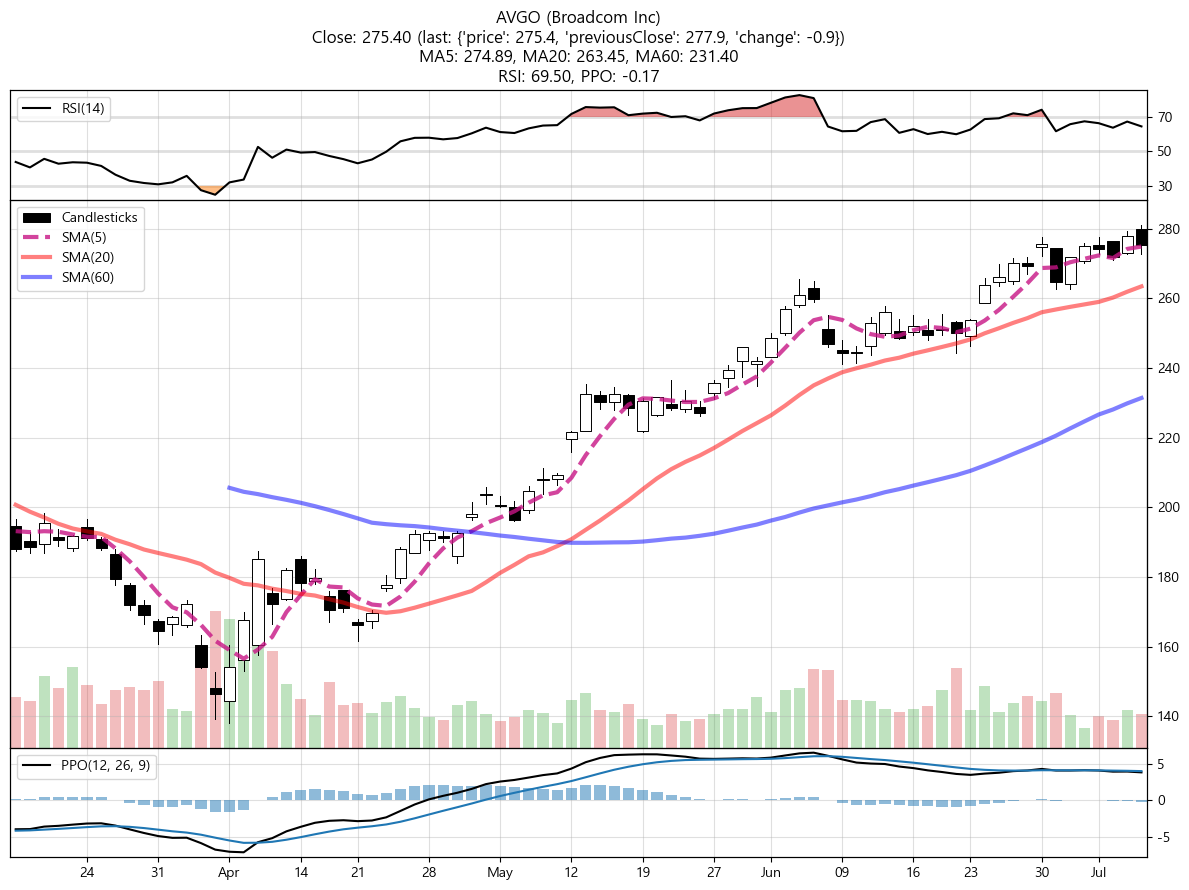 AVGO (Broadcom Inc)
Close: 275.40 (last: {'price': 275.4, 'previousClose': 277.9, 'change': -0.9})
MA5: 274.89, MA20: 263.45, MA60: 231.40
RSI: 69.50, PPO: -0.17
RSI(14)
70
50
30
Candlesticks
SMA(5)
SMA(20)
SMA(60)
280
260
240
220
200
180
160
140
PPO(12, 26, 9)
5
0
-5
24 31 Apr 14 21 28 May 12 19 27 Jun 09 16 23 30 Jul